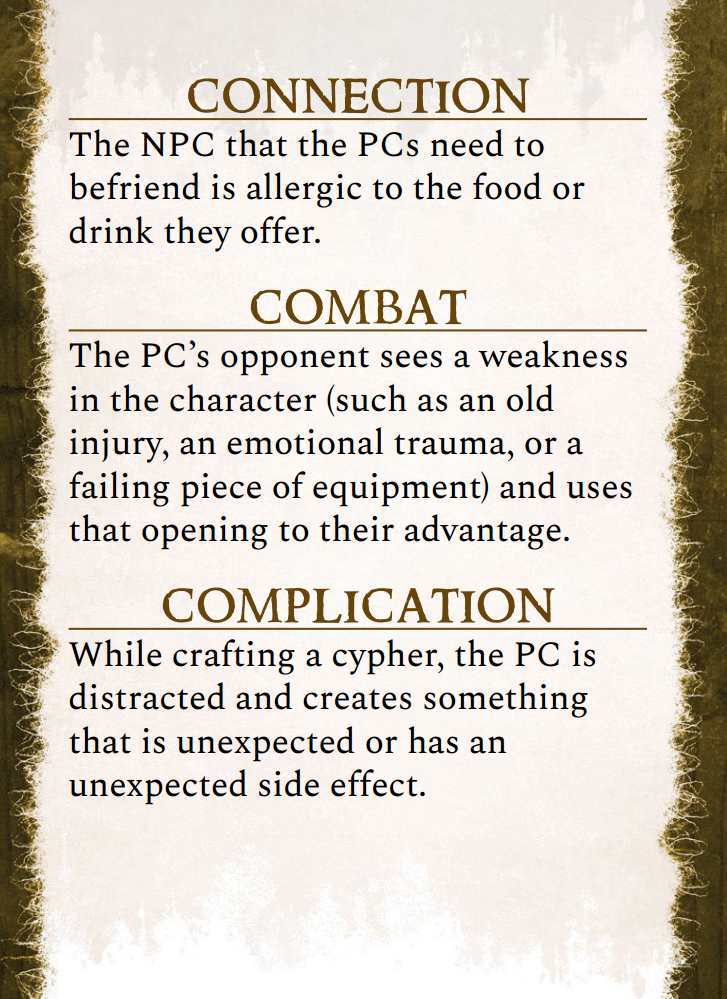 CONNECTION
The NPC that the PCs need to
befriend is allergic to the food or
drink they offer.
COMBAT
The PC’s opponent sees a weakness
in the character (such as an old
injury, an emotional trauma, or a
failing piece of equipment) and uses
that opening to their advantage.
COMPLICATION
While crafting a cypher, the PC is
distracted and creates something
that is unexpected or has an
unexpected side effect.